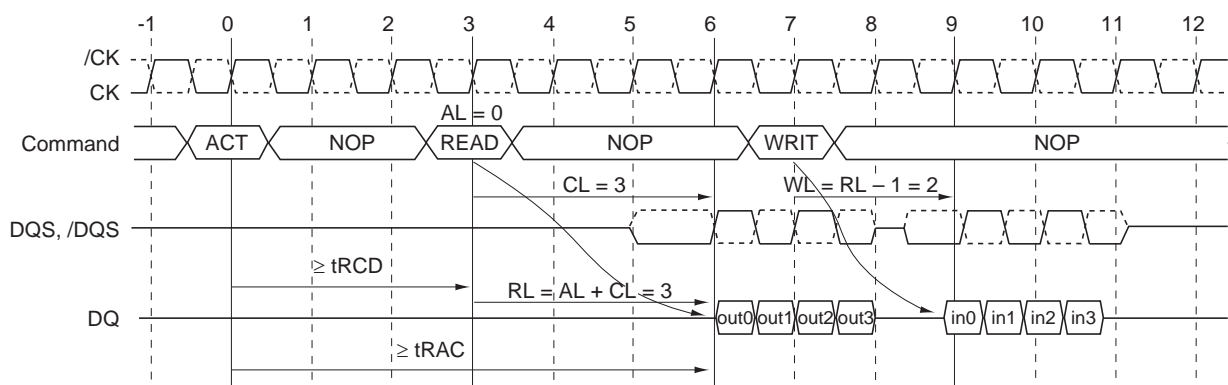 -1 0 1 2 3 4 5 6 7 8 9 10 11 12
/CK
CK
AL = 0
Command ACT NOP READ NOP WRIT NOP
CL = 3 WL = RL – 1 = 2
DQS, /DQS
≥ tRCD
RL = AL + CL = 3
DQ out0 out1 out2 out3 in0 in1 in2 in3
≥ tRAC